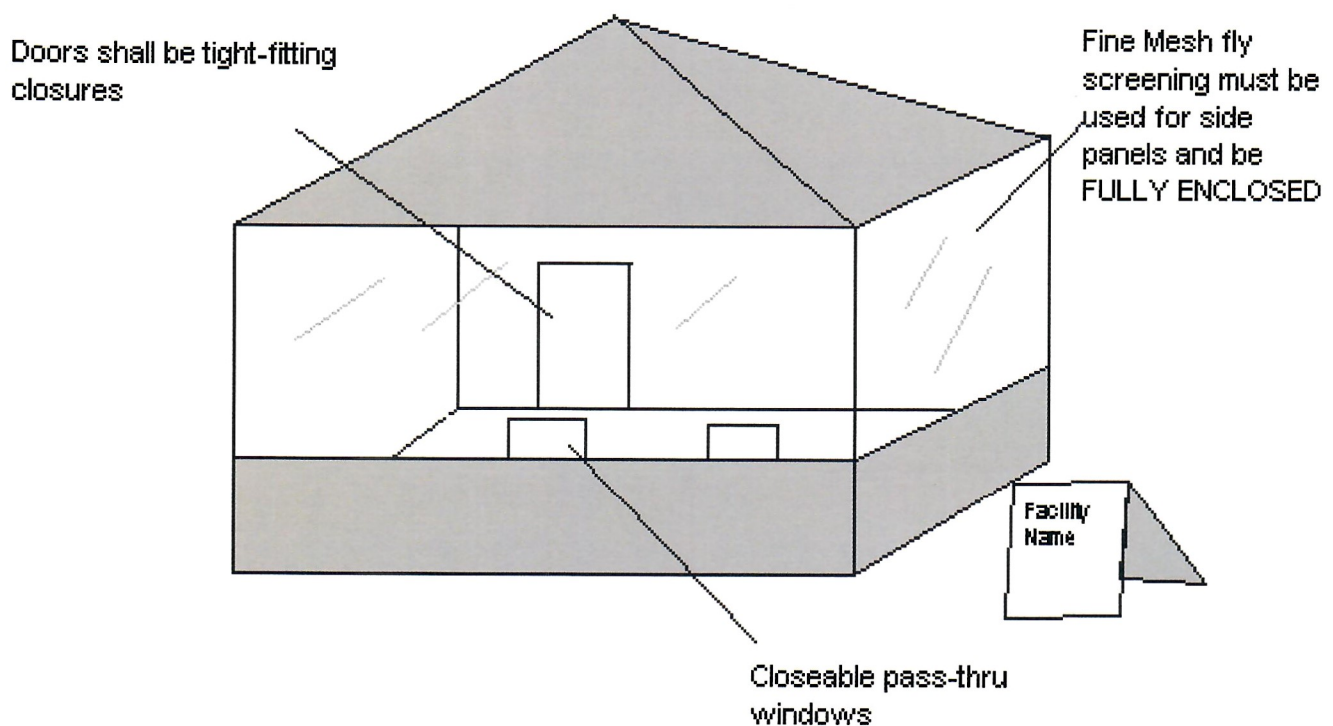 Doors shall be tight-fitting
closures
Fine Mesh fly
screening must be
used for side
panels and be
FULLY ENCLOSED
Facility
Name
Closeable pass-thru
windows